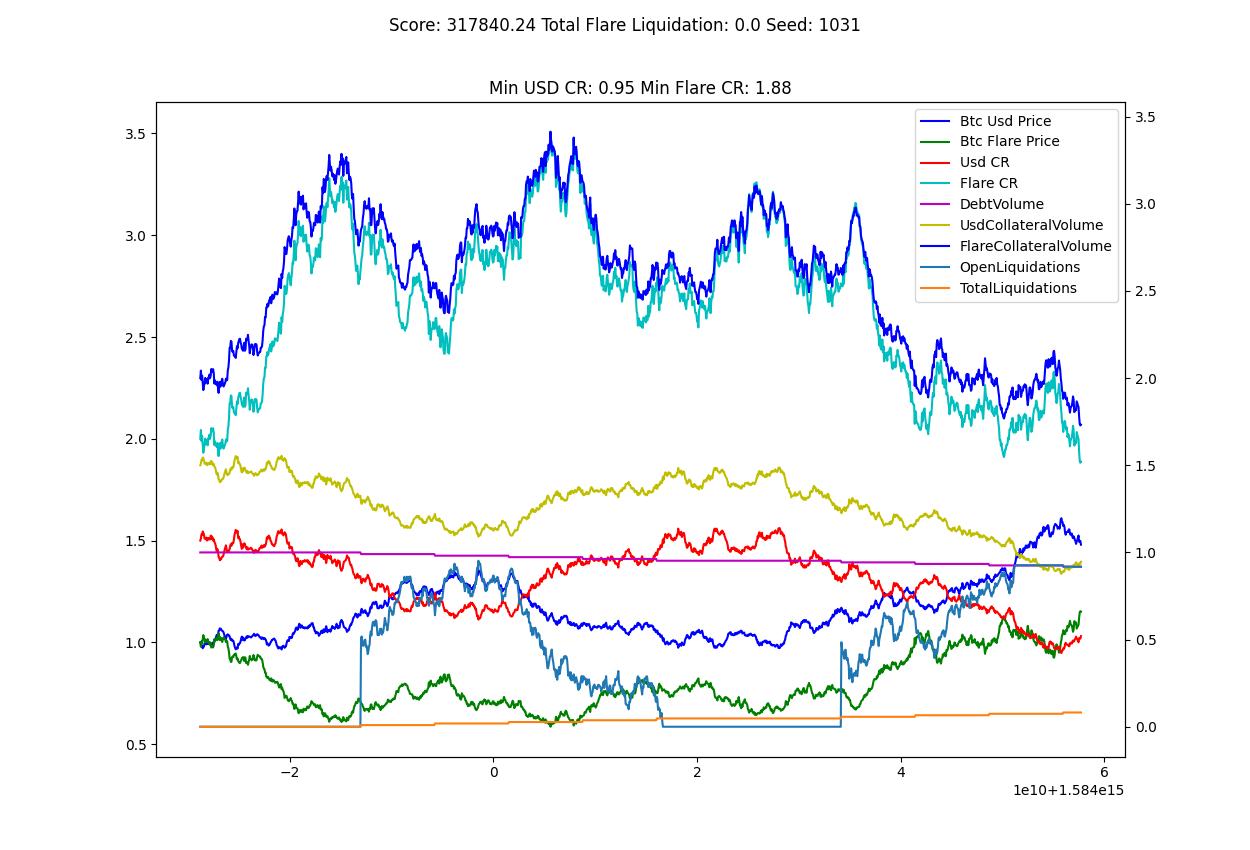 Score: 317840.24 Total Flare Liquidation: 0.0 Seed: 1031
Min USD CR: 0.95 Min Flare CR: 1.88
3.5
3.0
2.5
2.0
1.5
1.0
0.5
3.5
3.0
2.5
2.0
1.5
1.0
0.5
0.0
Btc Usd Price
Btc Flare Price
Usd CR
Flare CR
DebtVolume
UsdCollateralVolume
FlareCollateralVolume
OpenLiquidations
TotalLiquidations
−2
0
2
4
6
1e10+1.584e15